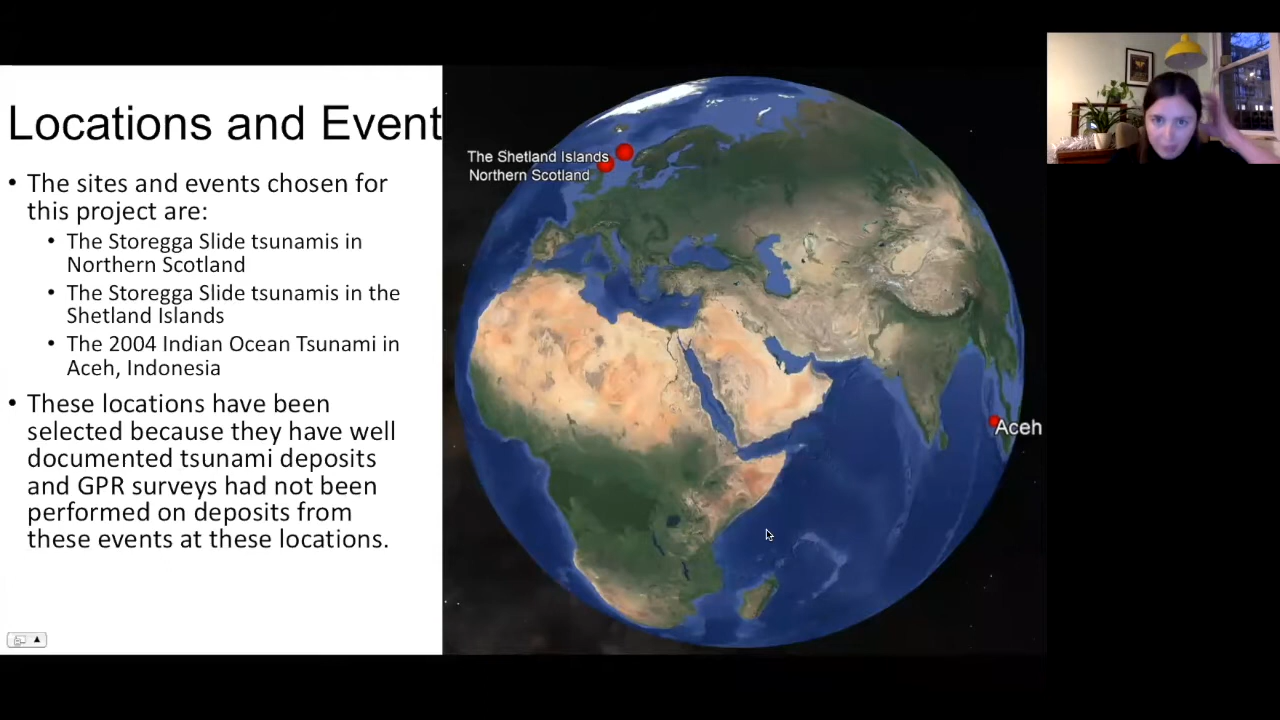 Locations and Event
• The sites and events chosen for
this project are:
• The Storegga Slide tsunamis in
Northern Scotland
• The Storegga Slide tsunamis in the
Shetland Islands
• The 2004 Indian Ocean Tsunami in
Aceh, Indonesia
• These locations have been
selected because they have well
documented tsunami deposits
and GPR surveys had not been
performed on deposits from
these events at these locations.
The Shetland Islands
Northern Scotland
Aceh